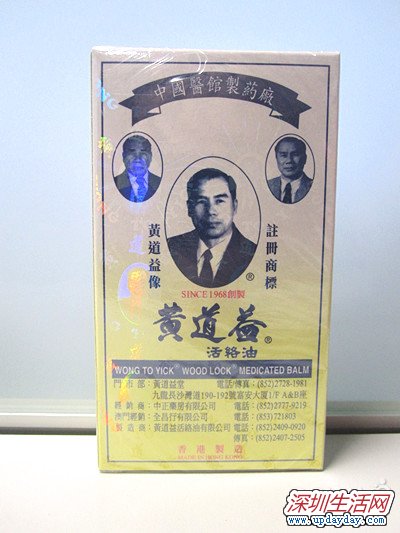 中國醫館製药廠
黃道益像
註冊商標
SINCE 1968創製
黃道益®
活絡油
WONG TO YICK® WOOD LOCK® MEDICATED BALM
門市部:黃道益堂 電話/傳真:(852)2728-1981
九龍長沙灣道190-192號富安大厦1/F A&B座
經銷商:中正藥房有限公司 電話:(852)2777-9219
澳門經銷:全昌行有限公司 電話:(853)721803
製造商:黃道益活絡油有限公司 電話:(852)2409-0920
傳真:(852)2407-2505
香港製造
MADE IN HONG KONG
深圳生活网
www.updayday.com